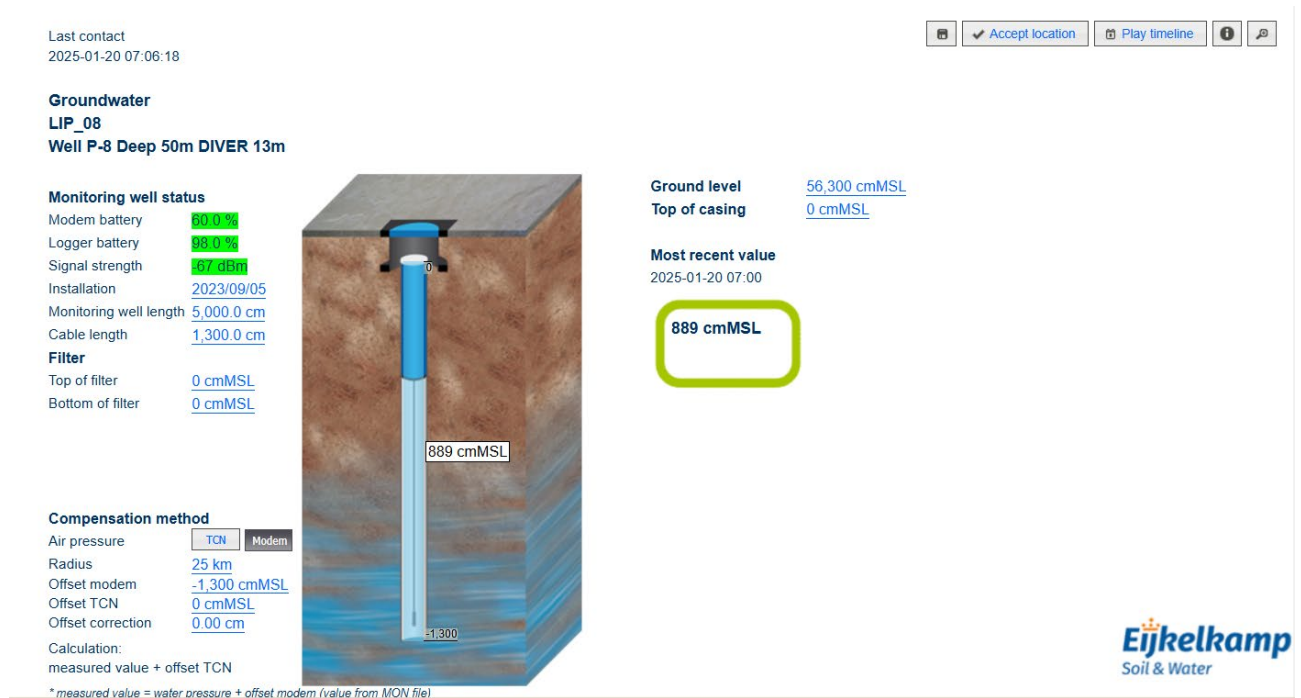 Last contact
2025-01-20 07:06:18
Accept location
Play timeline
Groundwater
LIP_08
Well P-8 Deep 50m DIVER 13m
Monitoring well status
Modem battery 60.0 %
Logger battery 98.0 %
Signal strength -67 dBm
Installation 2023/09/05
Monitoring well length 5,000.0 cm
Cable length 1,300.0 cm
Filter
Top of filter 0 cmMSL
Bottom of filter 0 cmMSL
Compensation method
Air pressure TCN Modem
Radius 25 km
Offset modem -1,300 cmMSL
Offset TCN 0 cmMSL
Offset correction 0.00 cm
Calculation:
measured value + offset TCN
* measured value = water pressure + offset modem (value from MON file)
0
889 cmMSL
-1,300
Ground level 56,300 cmMSL
Top of casing 0 cmMSL
Most recent value
2025-01-20 07:00
889 cmMSL
Eijkelkamp
Soil & Water